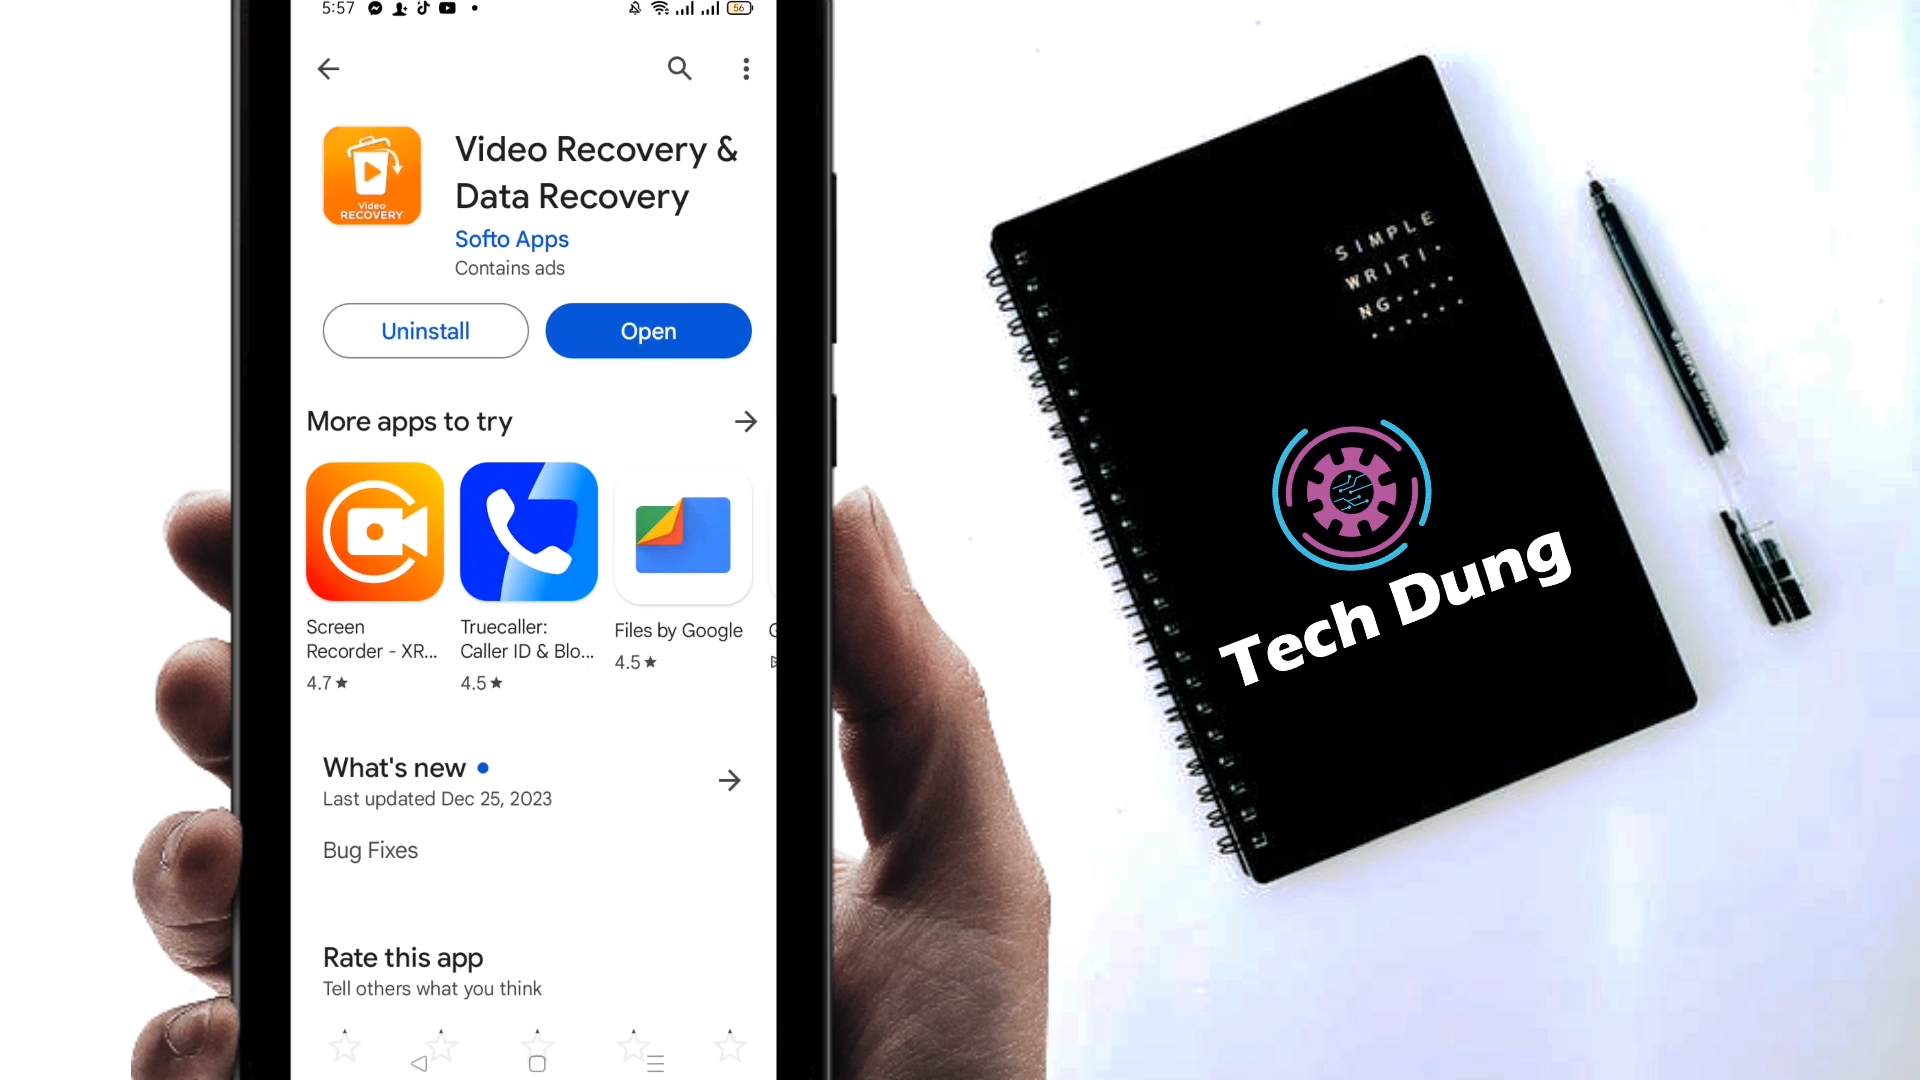 5:57
56
Video Recovery &
Data Recovery
Video
RECOVERY
Softo Apps
Contains ads
Uninstall
Open
More apps to try
Screen
Recorder - XR...
4.7★
Truecaller:
Caller ID & Blo...
4.5★
Files by Google
4.5★
What's new
Last updated Dec 25, 2023
Bug Fixes
Rate this app
Tell others what you think
SIMPLE
WRITI·
NG····
······
Tech Dung